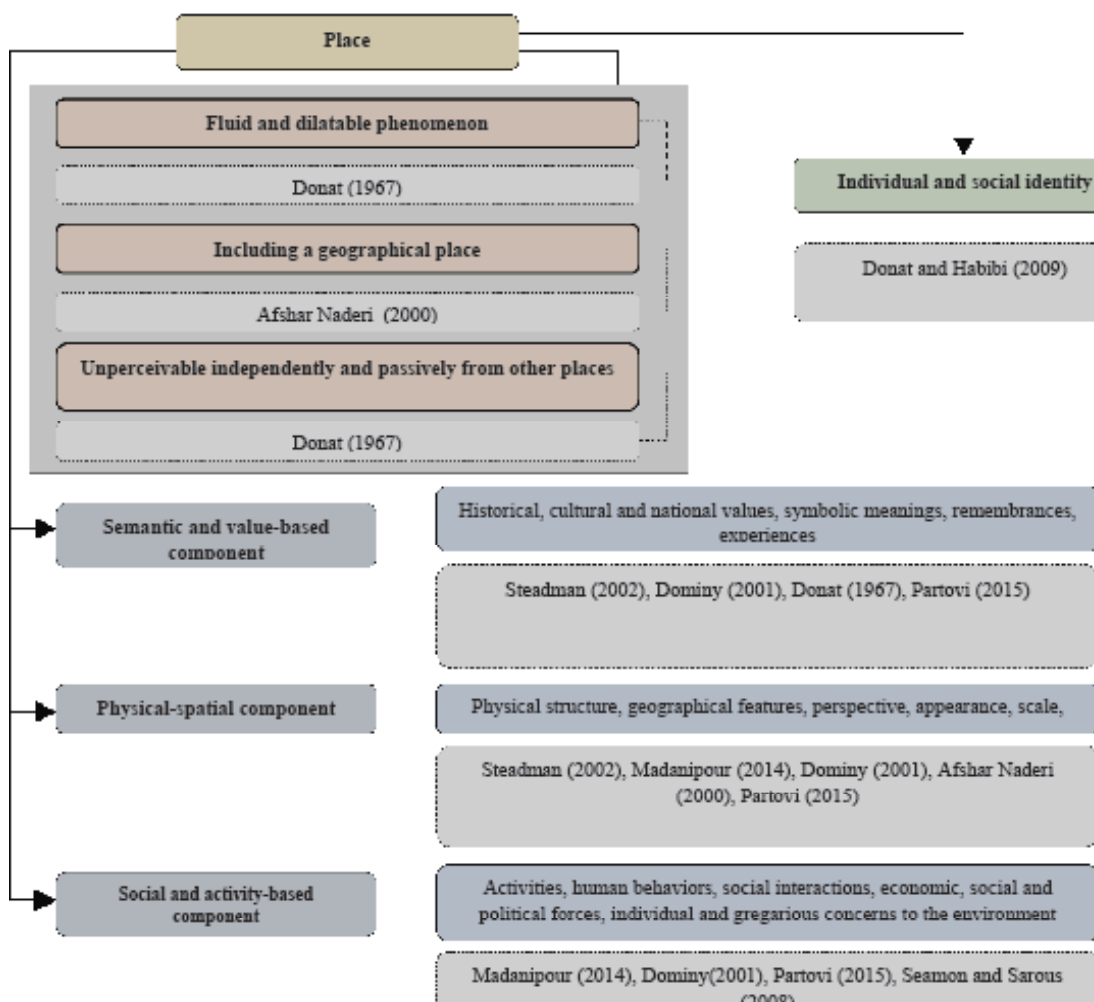 Place
Fluid and dilatable phenomenon
Donat (1967)
Including a geographical place
Afshar Naderi (2000)
Unperceivable independently and passively from other places
Donat (1967)
Individual and social identity
Donat and Habibi (2009)
Semantic and value-based
component
Historical, cultural and national values, symbolic meanings, remembrances,
experiences
Steadman (2002), Dominy (2001), Donat (1967), Partovi (2015)
Physical-spatial component
Physical structure, geographical features, perspective, appearance, scale,
Steadman (2002), Madanipour (2014), Dominy (2001), Afshar Naderi
(2000), Partovi (2015)
Social and activity-based
component
Activities, human behaviors, social interactions, economic, social and
political forces, individual and gregarious concerns to the environment
Madanipour (2014), Dominy(2001), Partovi (2015), Seamon and Sarous
(2008)